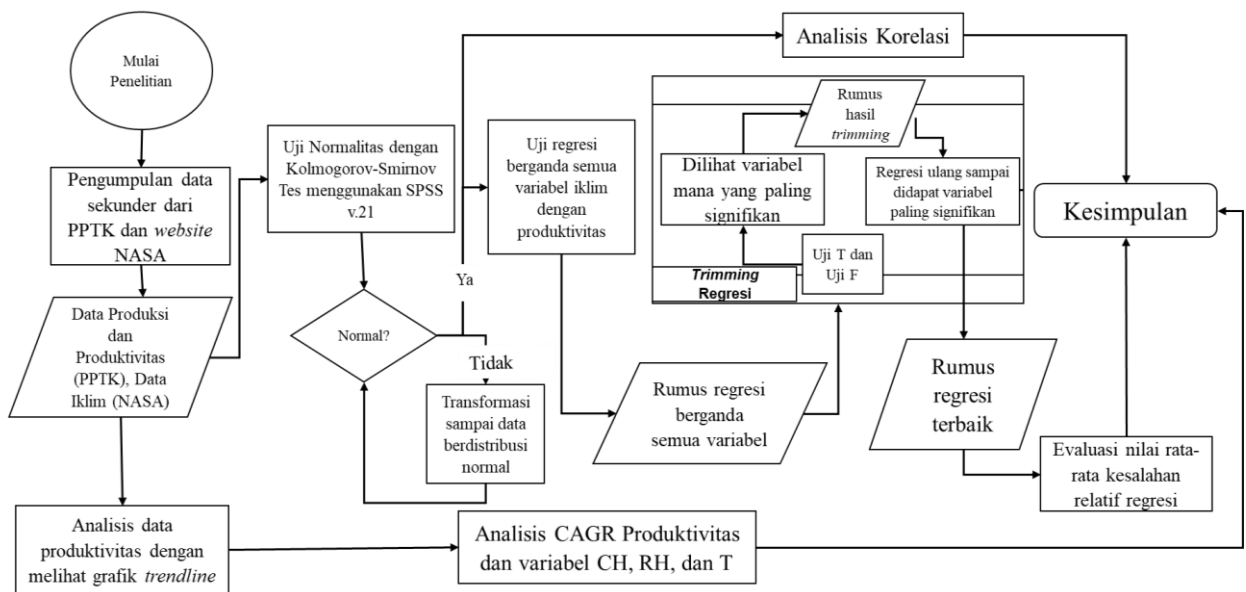 Mulai
Penelitian
Pengumpulan data
sekunder dari
PPTK dan website
NASA
Data Produksi
dan
Produktivitas
(PPTK), Data
Iklim (NASA)
Analisis data
produktivitas dengan
melihat grafik trendline
Uji Normalitas dengan
Kolmogorov-Smirnov
Tes menggunakan SPSS
v.21
Normal?
Ya
Tidak
Transformasi
sampai data
berdistribusi
normal
Analisis CAGR Produktivitas
dan variabel CH, RH, dan T
Analisis Korelasi
Uji regresi
berganda semua
variabel iklim
dengan
produktivitas
Rumus regresi
berganda
semua variabel
Trimming
Regresi
Uji T dan
Uji F
Dilihat variabel
mana yang paling
signifikan
Rumus
hasil
trimming
Regresi ulang sampai
didapat variabel
paling signifikan
Rumus
regresi
terbaik
Evaluasi nilai rata-
rata kesalahan
relatif regresi
Kesimpulan